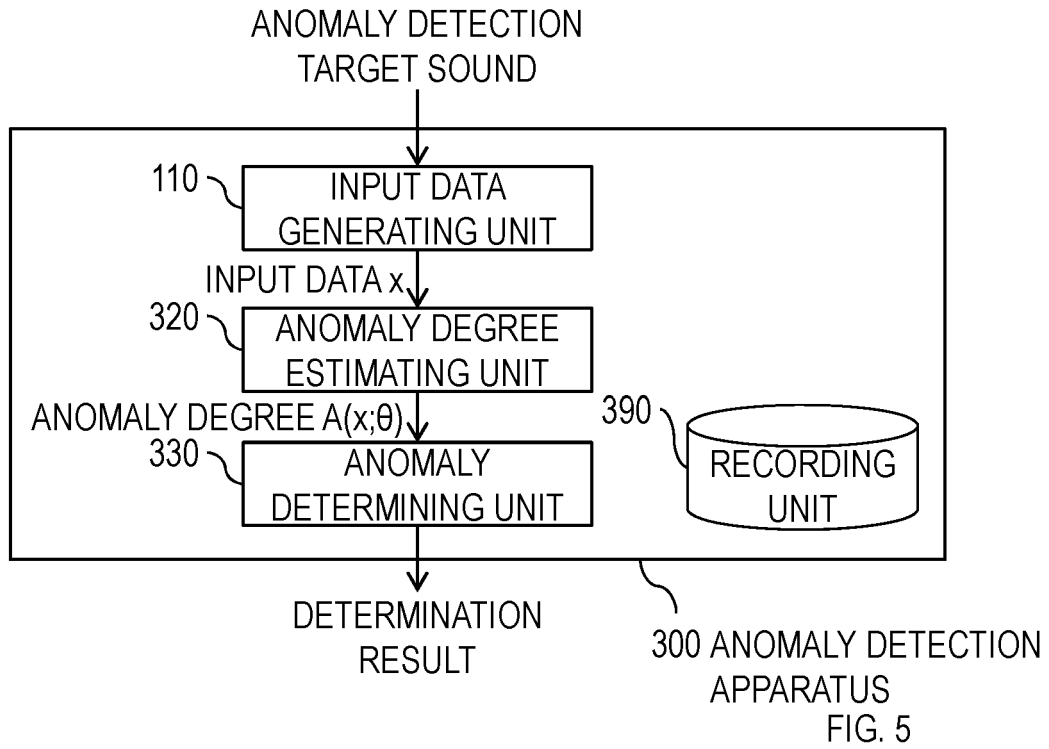 ANOMALY DETECTION
TARGET SOUND
110
INPUT DATA
GENERATING UNIT
INPUT DATA x
320
ANOMALY DEGREE
ESTIMATING UNIT
ANOMALY DEGREE A(x;θ)
330
ANOMALY
DETERMINING UNIT
390
RECORDING
UNIT
DETERMINATION
RESULT
300 ANOMALY DETECTION
APPARATUS
FIG. 5